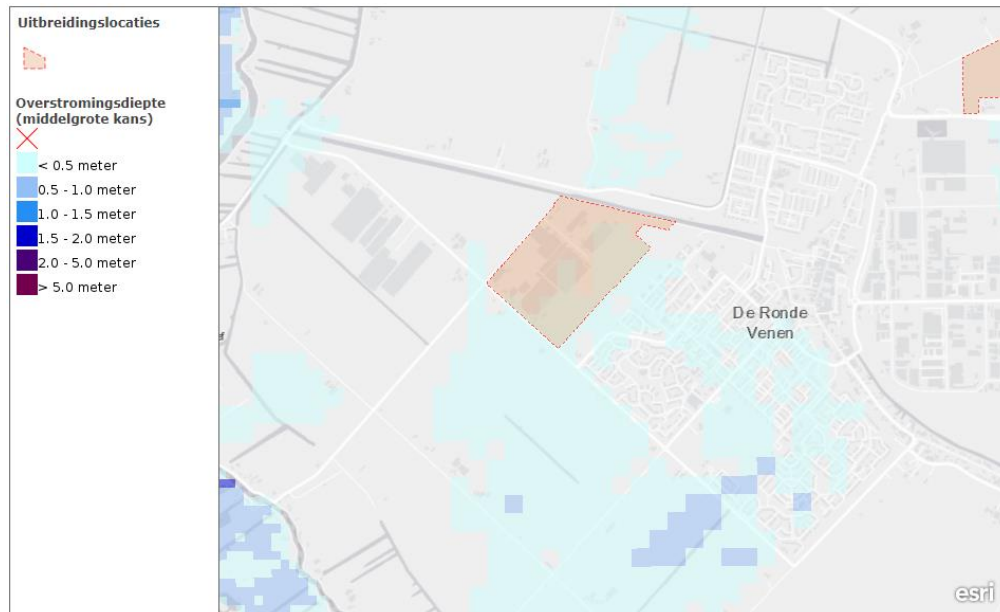 Uitbreidingslocaties
Overstromingsdiepte
(middelgrote kans)
< 0.5 meter
0.5 - 1.0 meter
1.0 - 1.5 meter
1.5 - 2.0 meter
2.0 - 5.0 meter
> 5.0 meter
De Ronde
Venen
esri